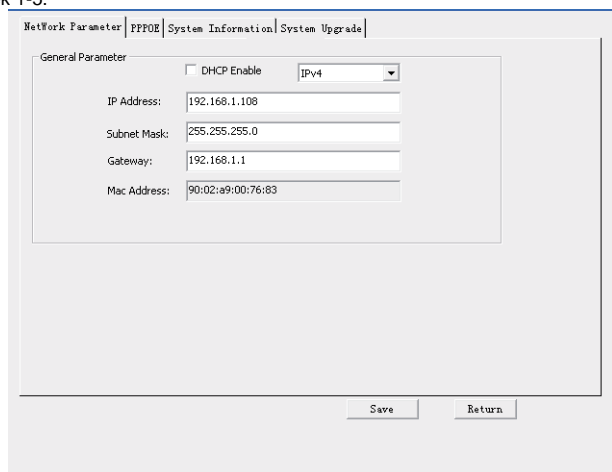 1-3.
NetWork Parameter PPPOE System Information System Upgrade
General Parameter
DHCP Enable IPv4
IP Address: 192.168.1.108
Subnet Mask: 255.255.255.0
Gateway: 192.168.1.1
Mac Address: 90:02:a9:00:76:83
Save Return